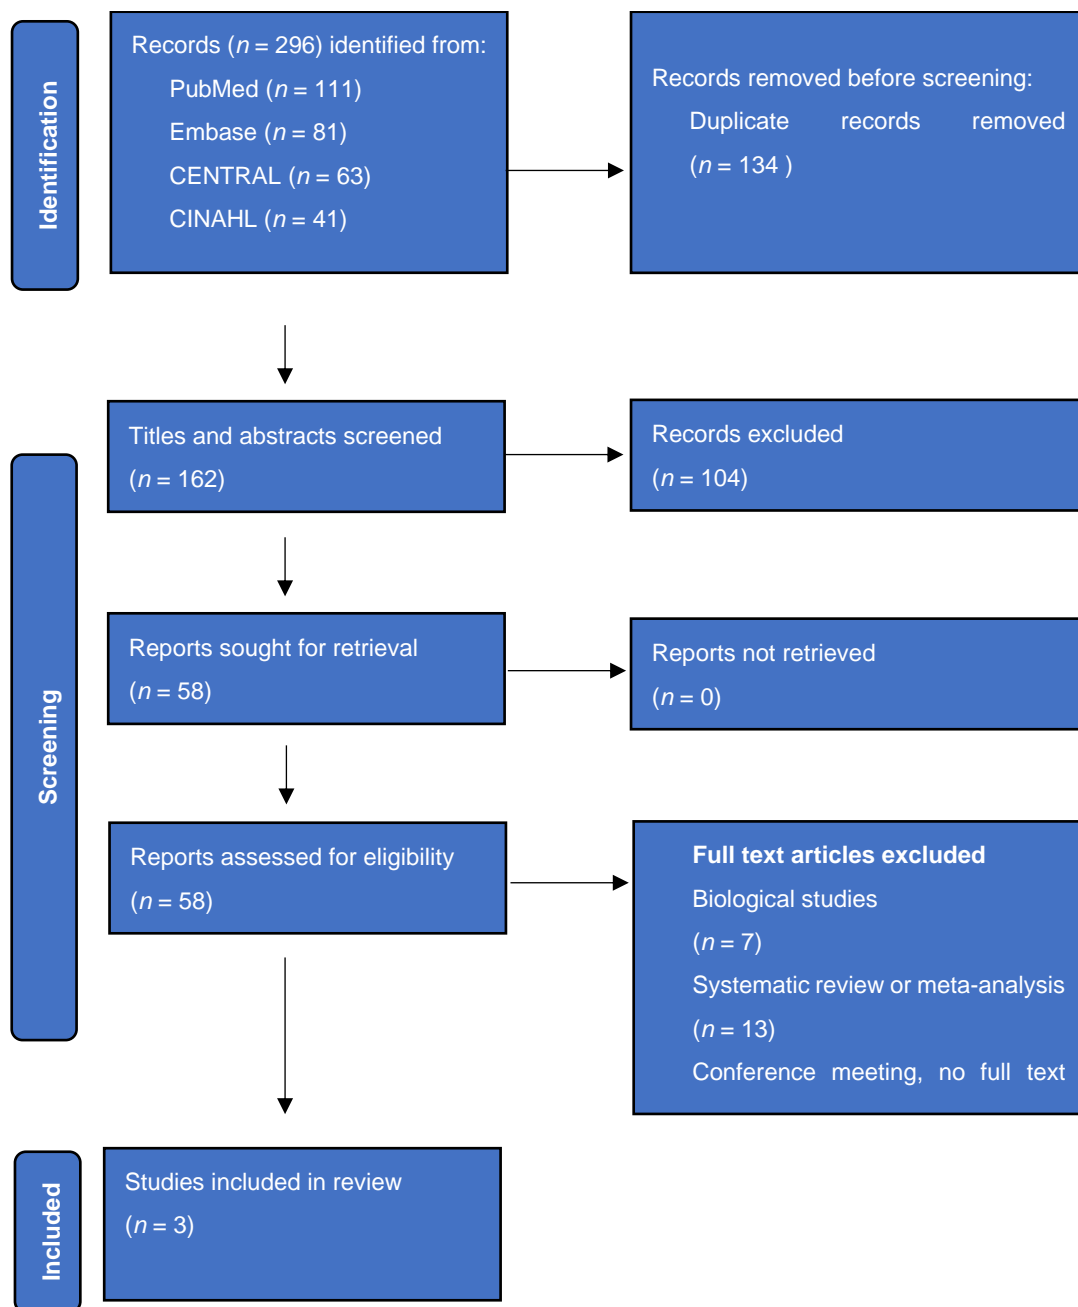 Identification
Records (n = 296) identified from:
PubMed (n = 111)
Embase (n = 81)
CENTRAL (n = 63)
CINAHL (n = 41)
Records removed before screening:
Duplicate records removed
(n = 134 )
Screening
Titles and abstracts screened
(n = 162)
Records excluded
(n = 104)
Reports sought for retrieval
(n = 58)
Reports not retrieved
(n = 0)
Reports assessed for eligibility
(n = 58)
Full text articles excluded
Biological studies
(n = 7)
Systematic review or meta-analysis
(n = 13)
Conference meeting, no full text
Included
Studies included in review
(n = 3)